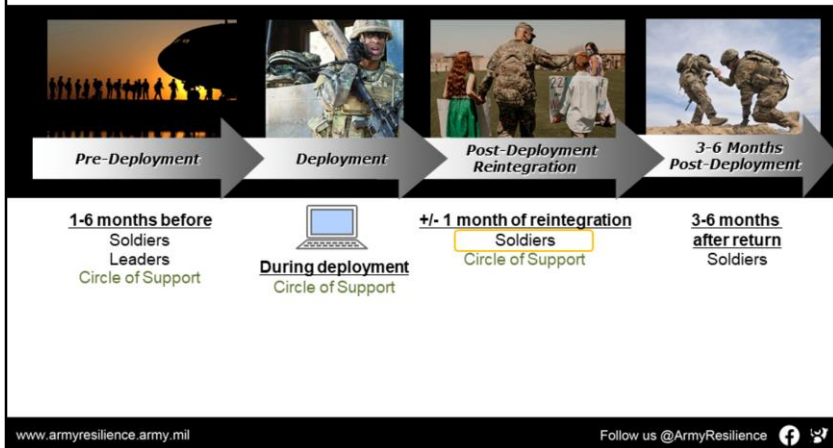 Pre-Deployment
Deployment
Post-Deployment
Reintegration
3-6 Months
Post-Deployment
1-6 months before
Soldiers
Leaders
Circle of Support
During deployment
Circle of Support
+/- 1 month of reintegration
Soldiers
Circle of Support
3-6 months
after return
Soldiers
www.armyresilience.army.mil
Follow us @ArmyResilience